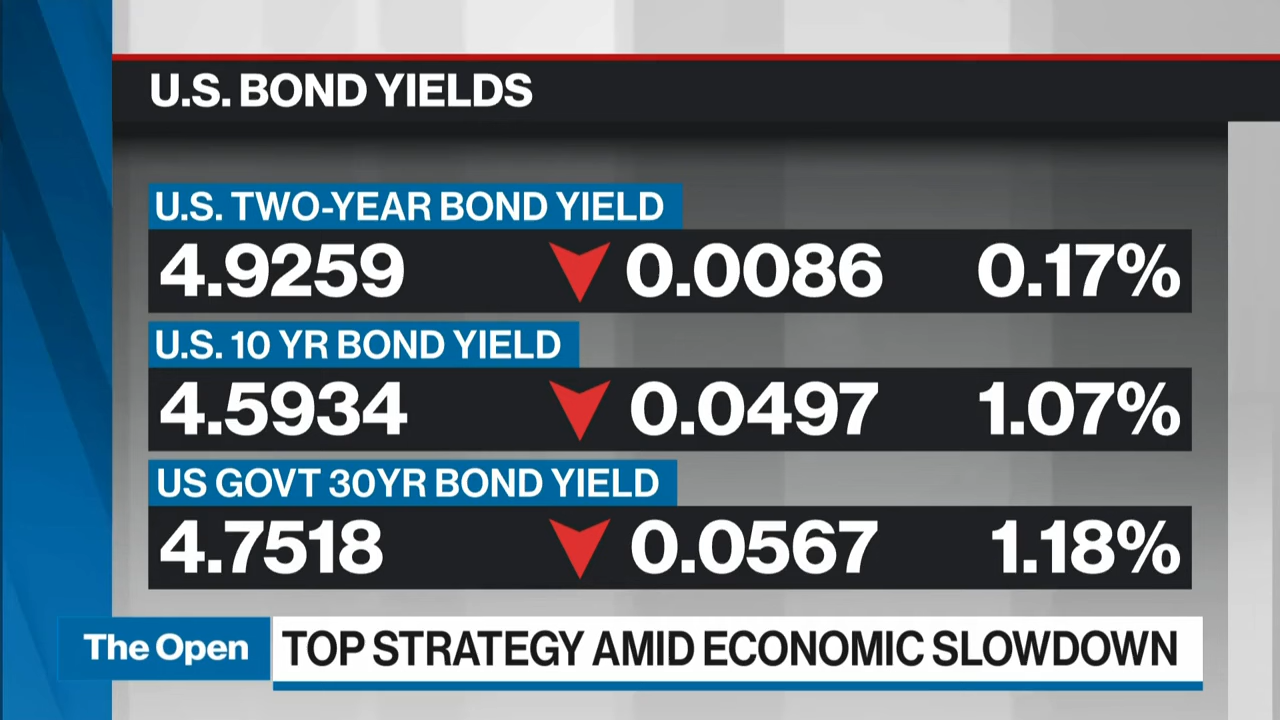 U.S. BOND YIELDS
U.S. TWO-YEAR BOND YIELD
4.9259 0.0086 0.17%
U.S. 10 YR BOND YIELD
4.5934 0.0497 1.07%
US GOVT 30YR BOND YIELD
4.7518 0.0567 1.18%
The Open TOP STRATEGY AMID ECONOMIC SLOWDOWN